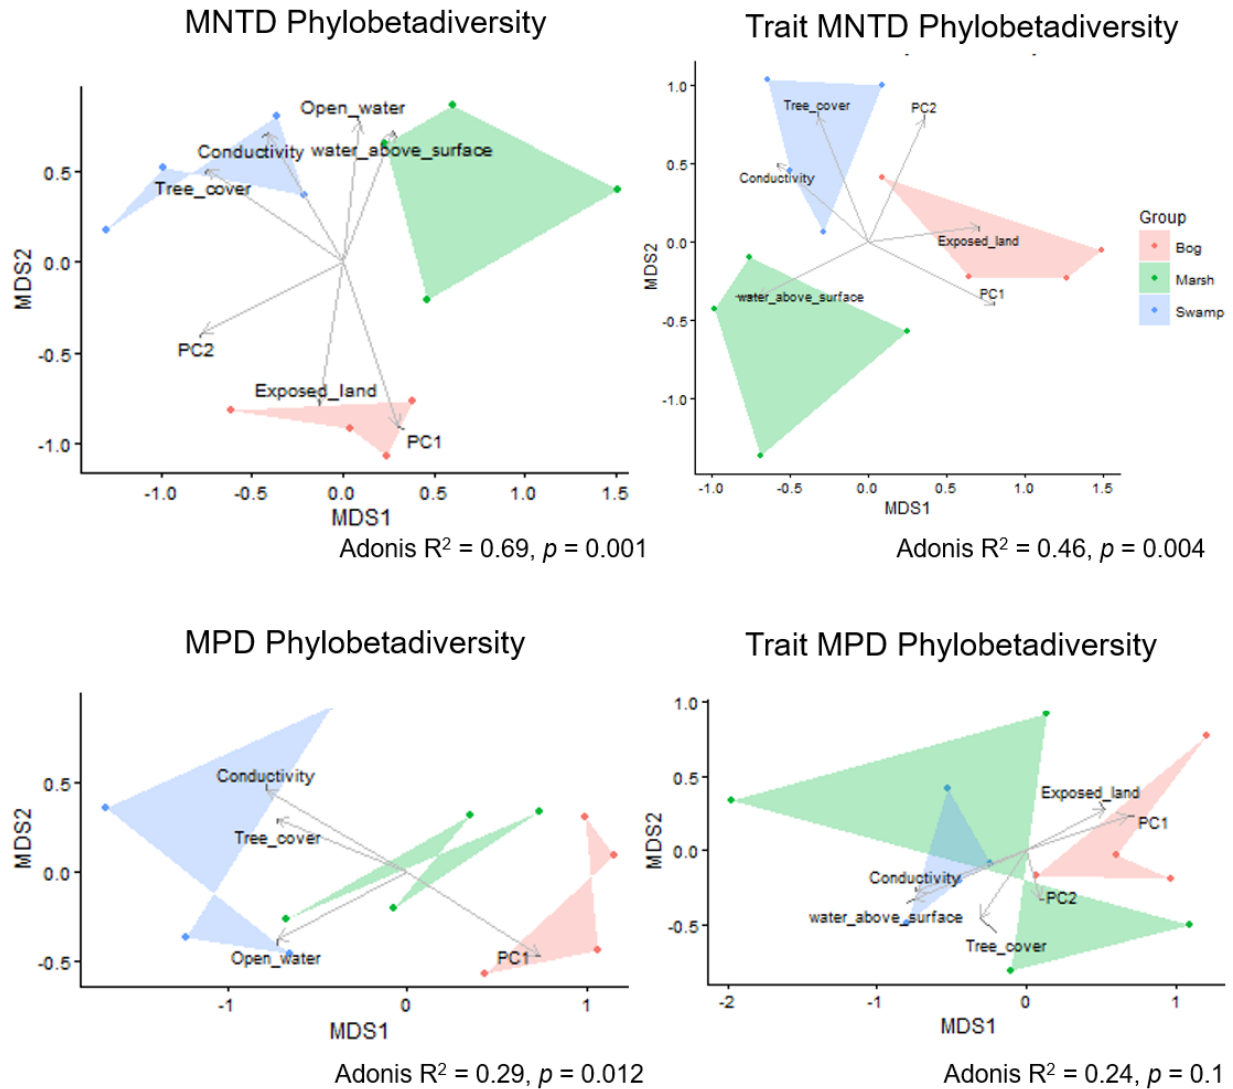 MNTD Phylobetadiversity
Open_water
Conductivity
water_above_surface
Tree_cover
PC2
Exposed_land
PC1
0.5
0.0
-0.5
-1.0
MDS2
-1.0
-0.5
0.0
0.5
1.0
1.5
MDS1
Adonis R² = 0.69, p = 0.001
Trait MNTD Phylobetadiversity
Tree_cover
PC2
Conductivity
Exposed_land
water_above_surface
PC1
1.0
0.5
0.0
-0.5
-1.0
MDS2
-1.0
-0.5
0.0
0.5
1.0
1.5
MDS1
Group
Bog
Marsh
Swamp
Adonis R² = 0.46, p = 0.004
MPD Phylobetadiversity
Conductivity
Tree_cover
Open_water
PC1
0.5
0.0
-0.5
MDS2
-1
0
1
MDS1
Adonis R² = 0.29, p = 0.012
Trait MPD Phylobetadiversity
Exposed_land
PC1
Conductivity
PC2
water_above_surface
Tree_cover
1.0
0.5
0.0
-0.5
MDS2
-2
-1
0
1
MDS1
Adonis R² = 0.24, p = 0.1